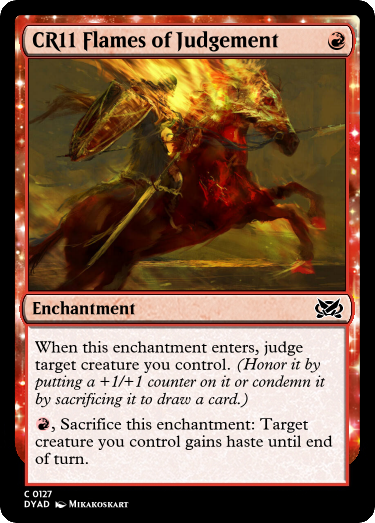 CR11 Flames of Judgement
Enchantment
When this enchantment enters, judge
target creature you control. (Honor it by
putting a +1/+1 counter on it or condemn it
by sacrificing it to draw a card.)
, Sacrifice this enchantment: Target
creature you control gains haste until end
of turn.
C 0127
DYAD Mikakoskart